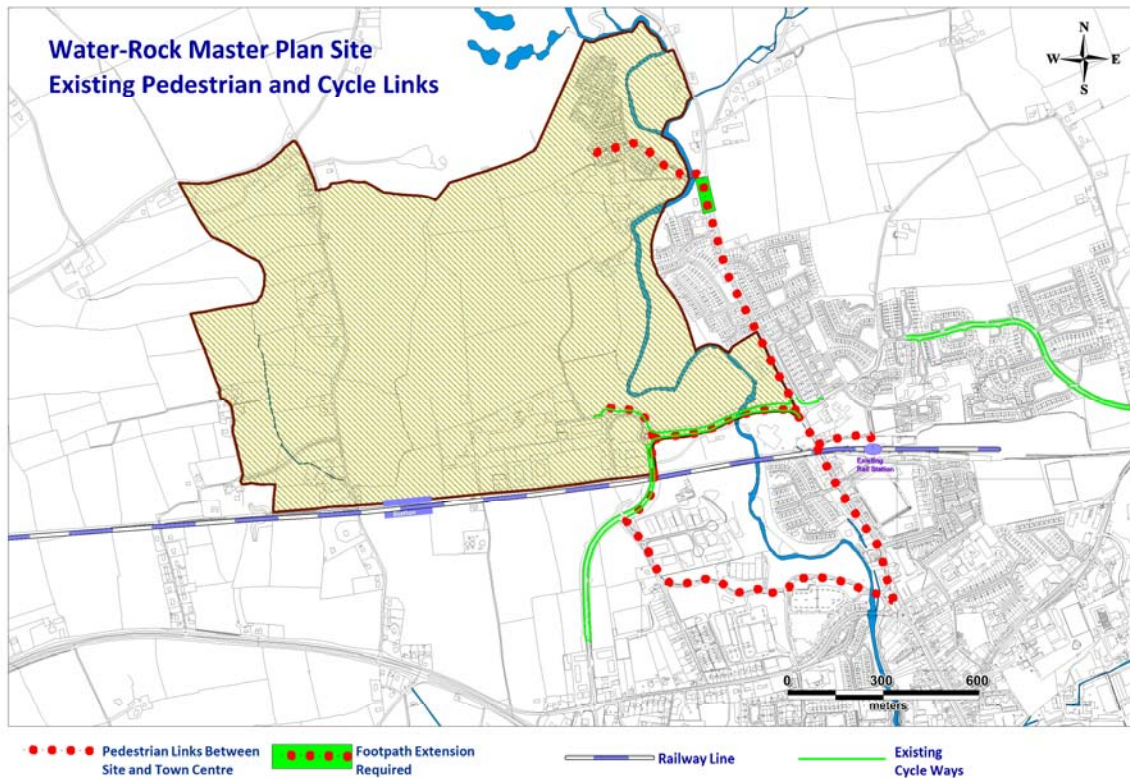 Water-Rock Master Plan Site
Existing Pedestrian and Cycle Links
N
W E
S
Existing
Rail Station
Station
0 300 600
meters
Pedestrian Links Between
Site and Town Centre
Footpath Extension
Required
Railway Line
Existing
Cycle Ways